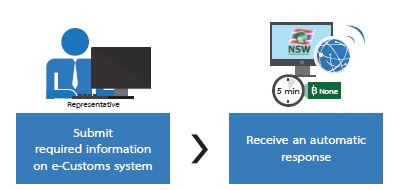 NSW
5 min
฿ None
Representative
Submit
required information
on e-Customs system
Receive an automatic
response